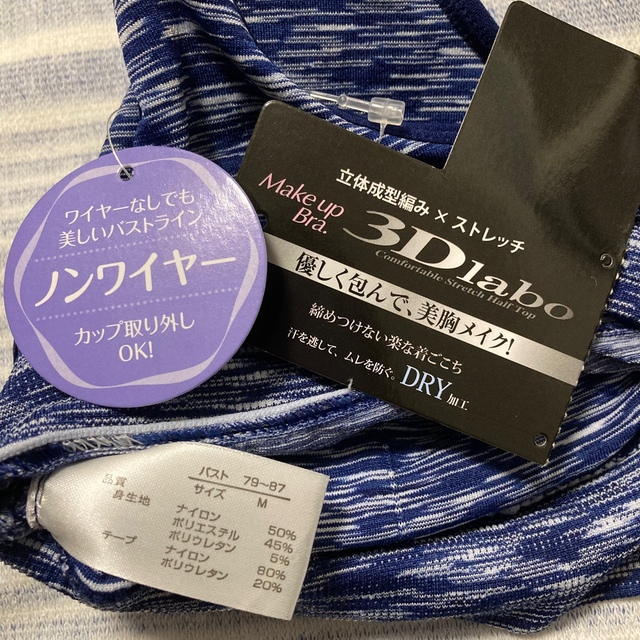 ワイヤーなしでも
美しいバストライン
ノンワイヤー
カップ取り外し
OK!
立体成型編み×ストレッチ
Make up
Bra.
3Dlabo
Comfortable Stretch Half Top
優しく包んで、美胸メイク!
締めつけない楽な着ごこち
汗を逃して、ムレを防ぐ。DRY加工
バスト 79~87
サイズ M
品質
身生地
ナイロン 50%
ポリエステル 45%
ポリウレタン 5%
テープ
ナイロン 80%
ポリウレタン 20%